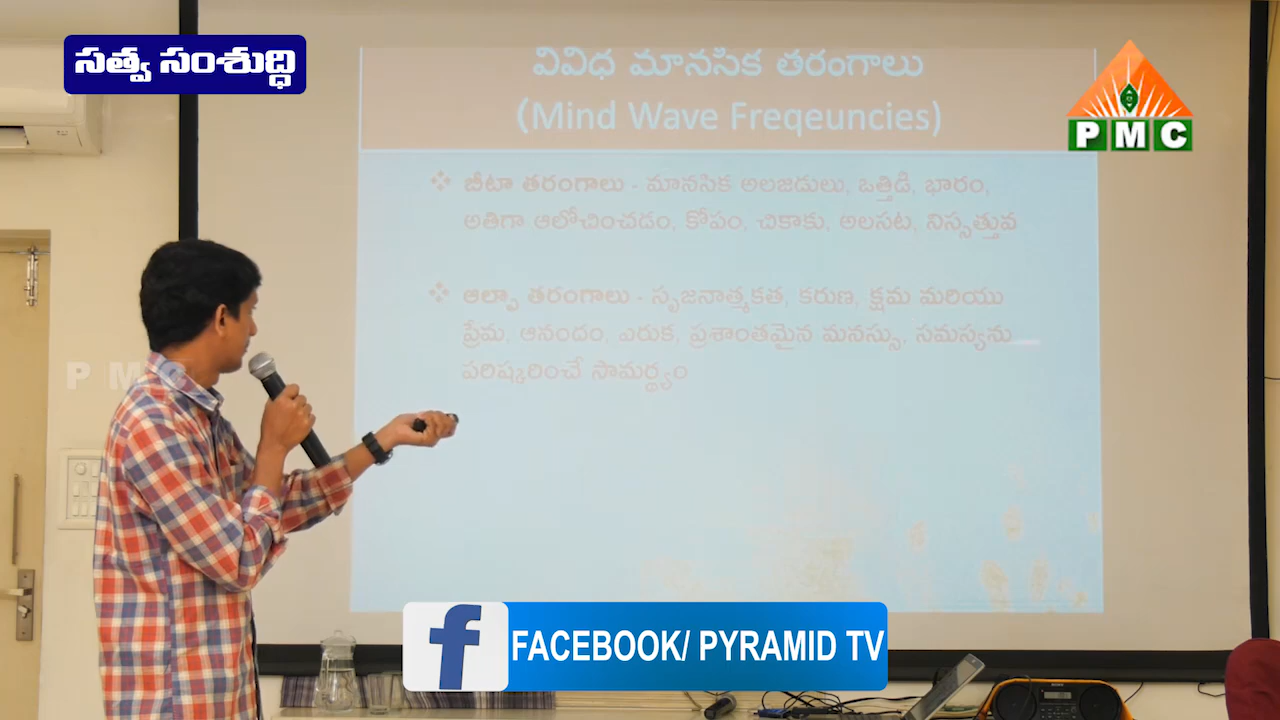 సత్వ సంశుద్ధి
వివిధ మానసిక తరంగాలు
(Mind Wave Freqeuncies)
PMC
❖ బీటా తరంగాలు - మానసిక అలజడులు, ఒత్తిడి, భారం,
అతిగా ఆలోచించడం, కోపం, చికాకు, అలసట, నిస్సత్తువ
❖ ఆల్ఫా తరంగాలు - సృజనాత్మకత, కరుణ, క్షమ మరియు
ప్రేమ, ఆనందం, ఎరుక, ప్రశాంతమైన మనస్సు, సమస్యను
పరిష్కరించే సామర్థ్యం
PMC
FACEBOOK/ PYRAMID TV